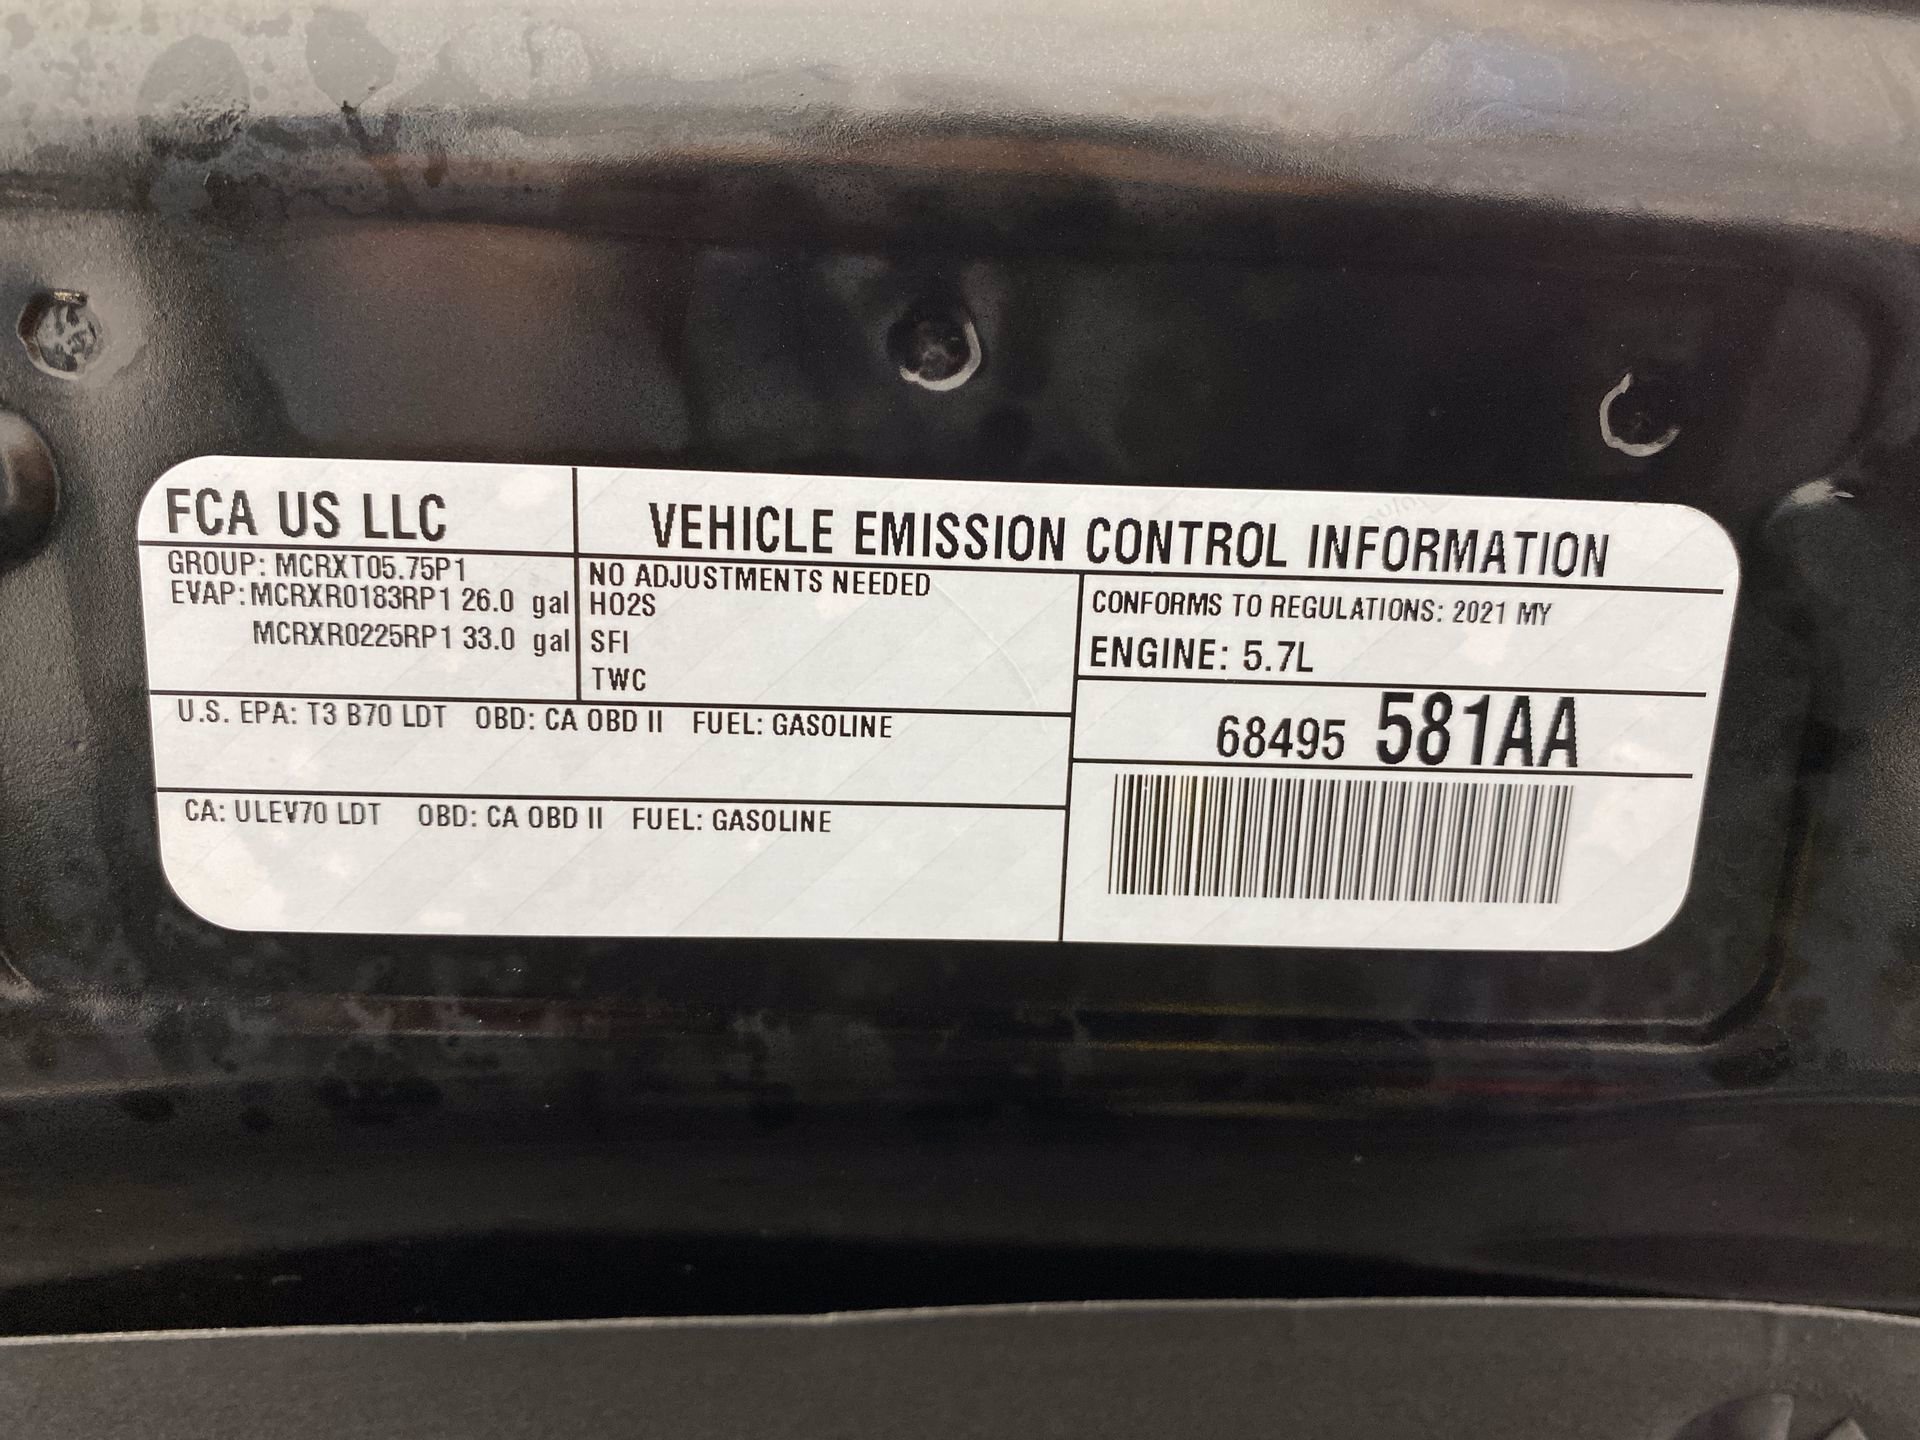 FCA US LLC
VEHICLE EMISSION CONTROL INFORMATION
GROUP: MCRXT05.75P1
EVAP: MCRXR0183RP1 26.0 gal
MCRXR0225RP1 33.0 gal
NO ADJUSTMENTS NEEDED
HO2S
SFI
TWC
CONFORMS TO REGULATIONS: 2021 MY
ENGINE: 5.7L
U.S. EPA: T3 B70 LDT OBD: CA OBD II FUEL: GASOLINE
68495 581AA
CA: ULEV70 LDT OBD: CA OBD II FUEL: GASOLINE